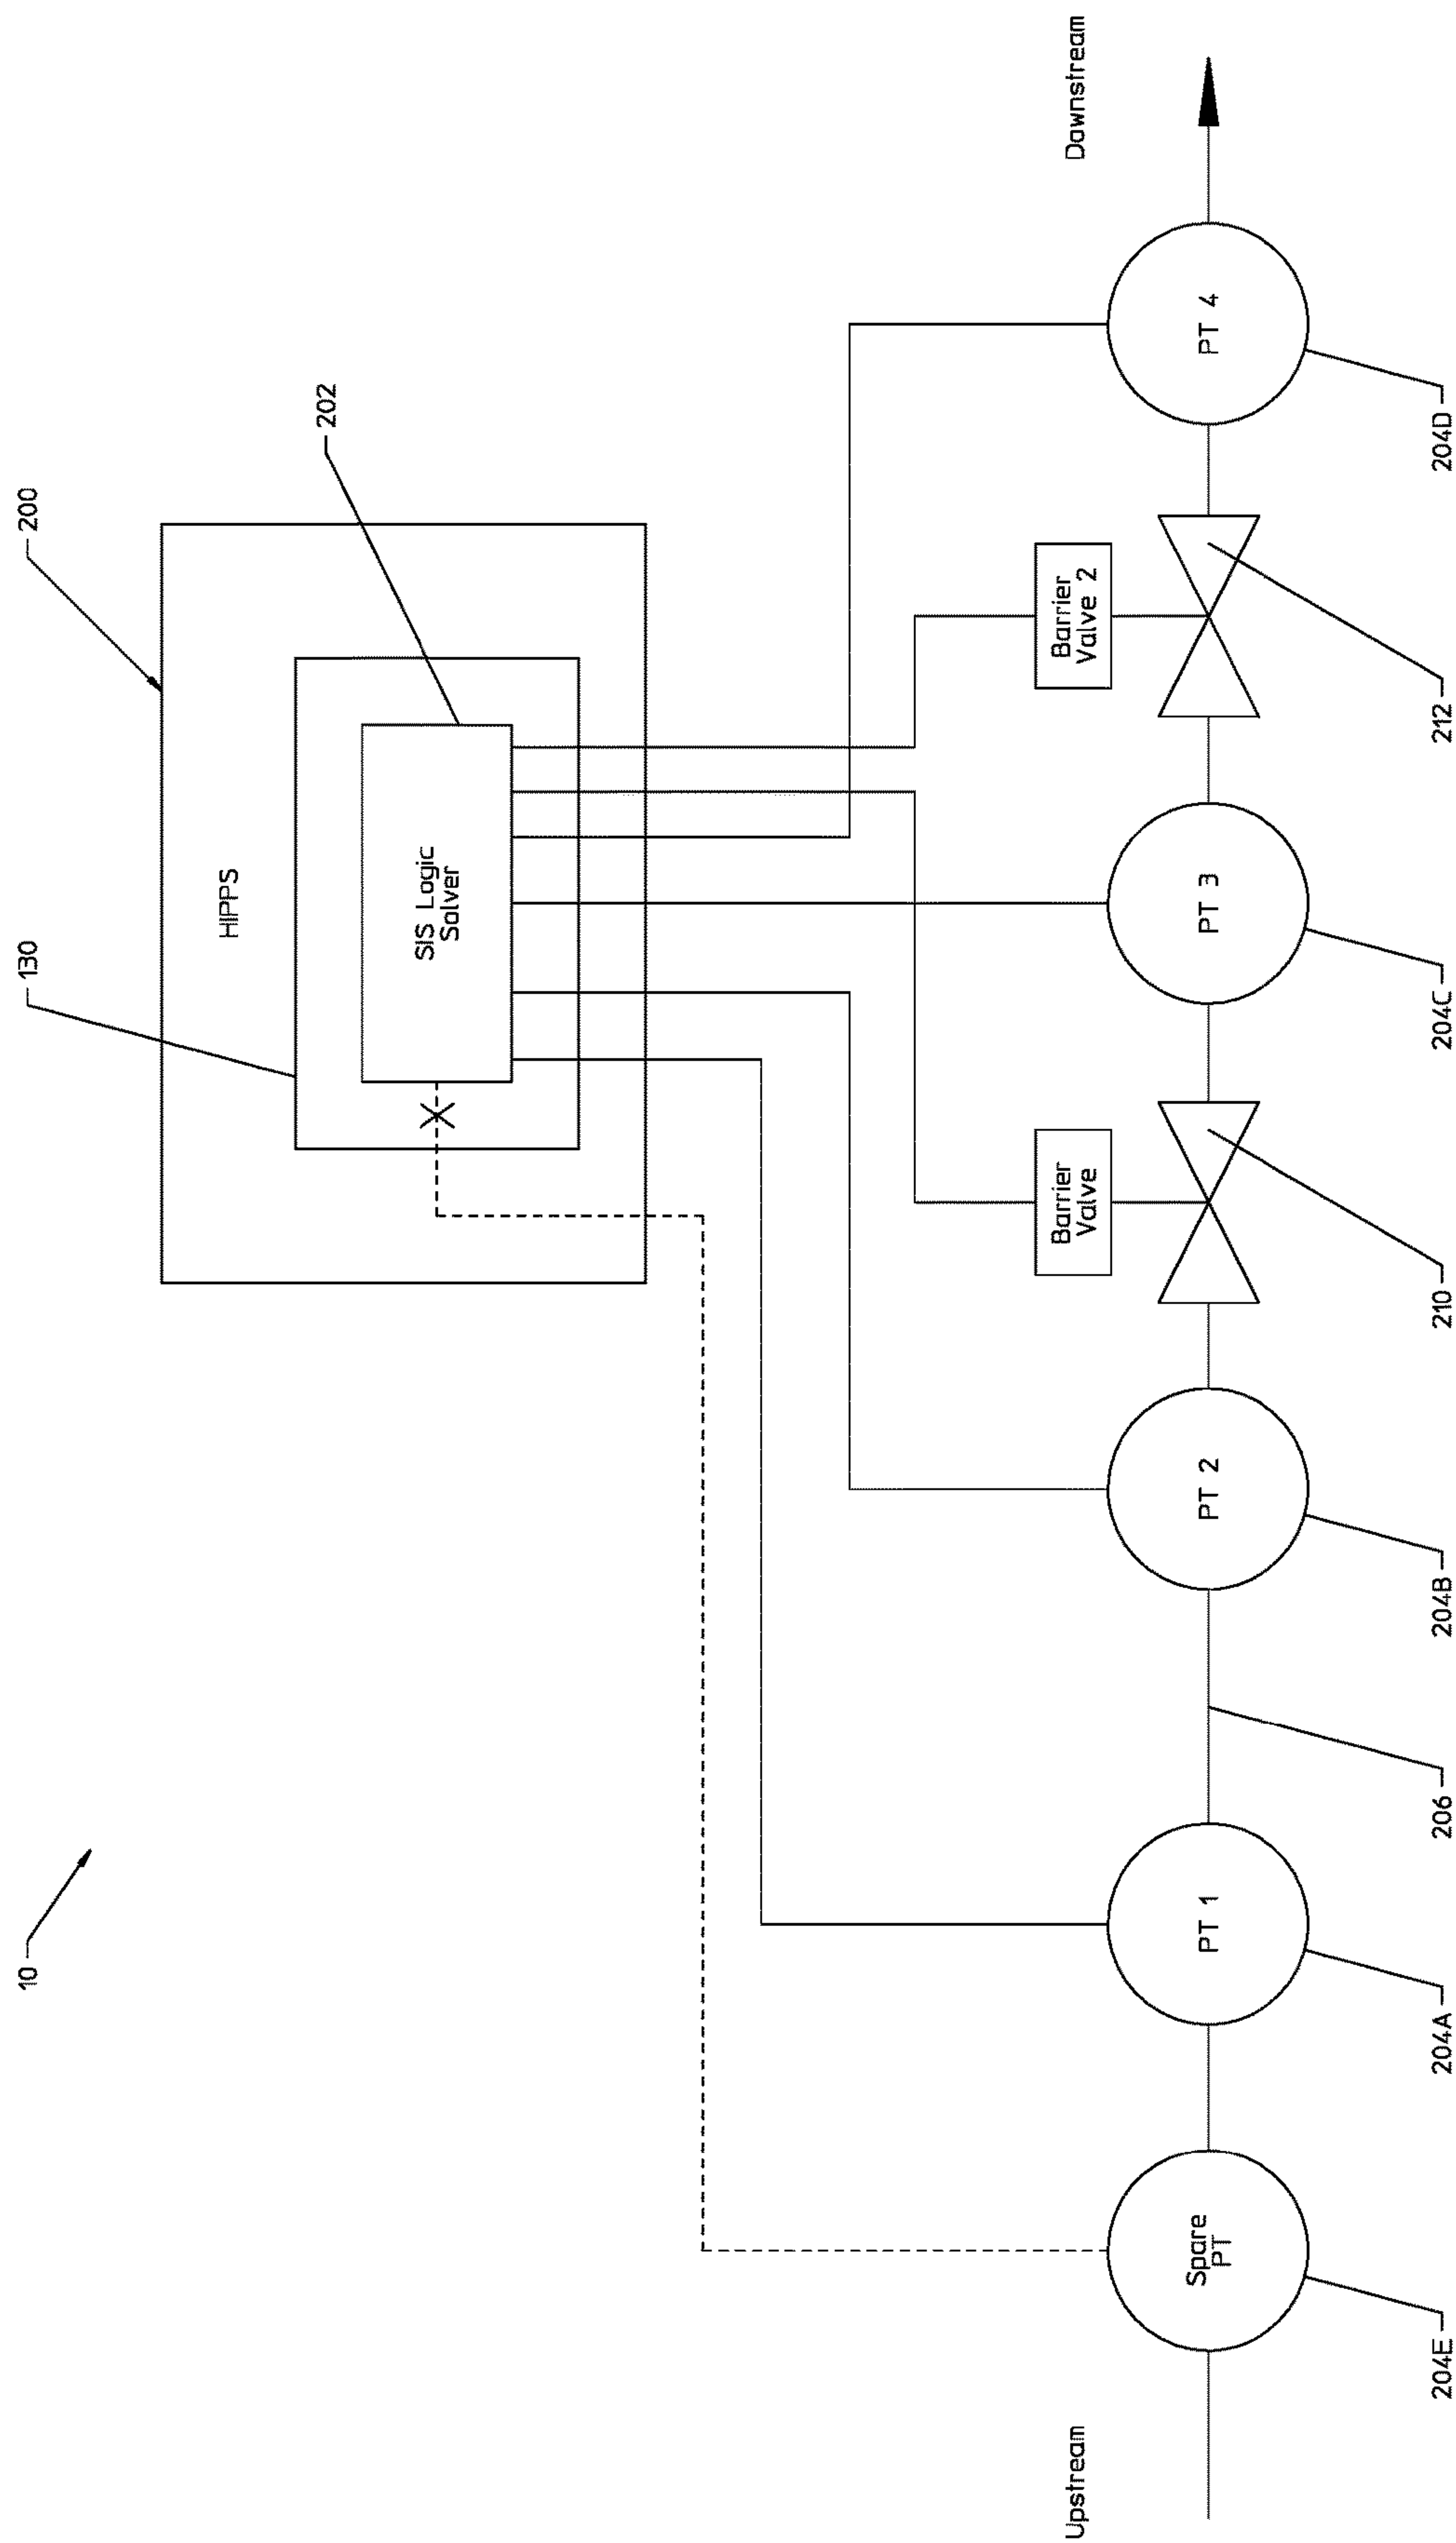 10
130
200
HIPPS
202
SIS Logic
Solver
Upstream
Downstream
Barrier
Valve
Barrier
Valve 2
Spare
PT
PT 1
PT 2
PT 3
PT 4
204E
204A
206
204B
210
204C
212
204D